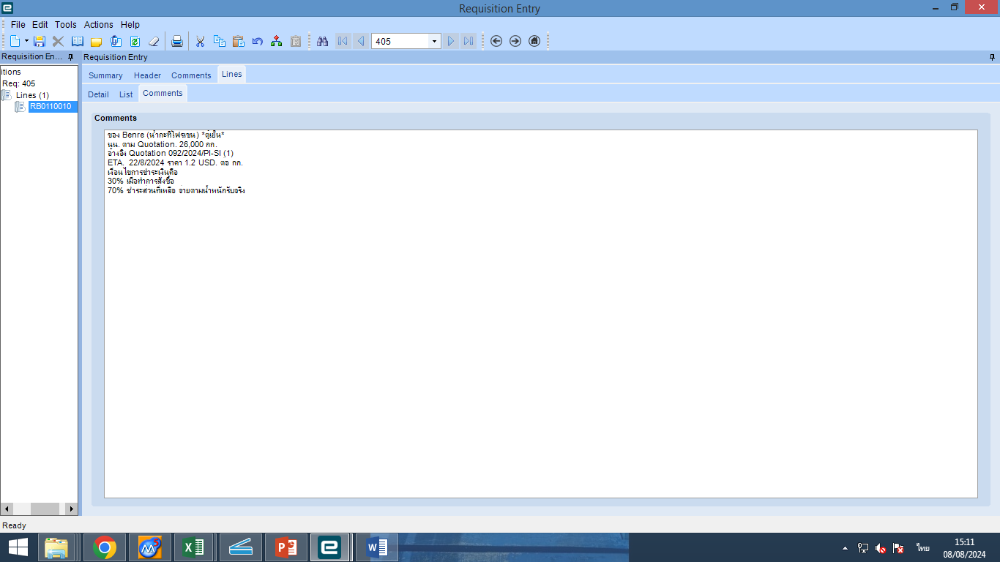 Requisition Entry
File Edit Tools Actions Help
405
Requisition En...
Requisition Entry
itions
Req: 405
Lines (1)
RB0110010
Summary Header Comments Lines
Detail List Comments
Comments
ของ Benre (น้ำกะทิโฟรเซ่น) *ตู้เย็น*
นน. ตาม Quotation. 26,000 กก.
อ้างอิง Quotation 092/2024/PI-SI (1)
ETA. 22/8/2024 ราคา 1.2 USD. ต่อ กก.
เงื่อนไขการชำระเงินคือ
30% เมื่อทำการสั่งซื้อ
70% ชำระส่วนที่เหลือ จ่ายตามน้ำหนักรับจริง
Ready
ไทย
15:11
08/08/2024